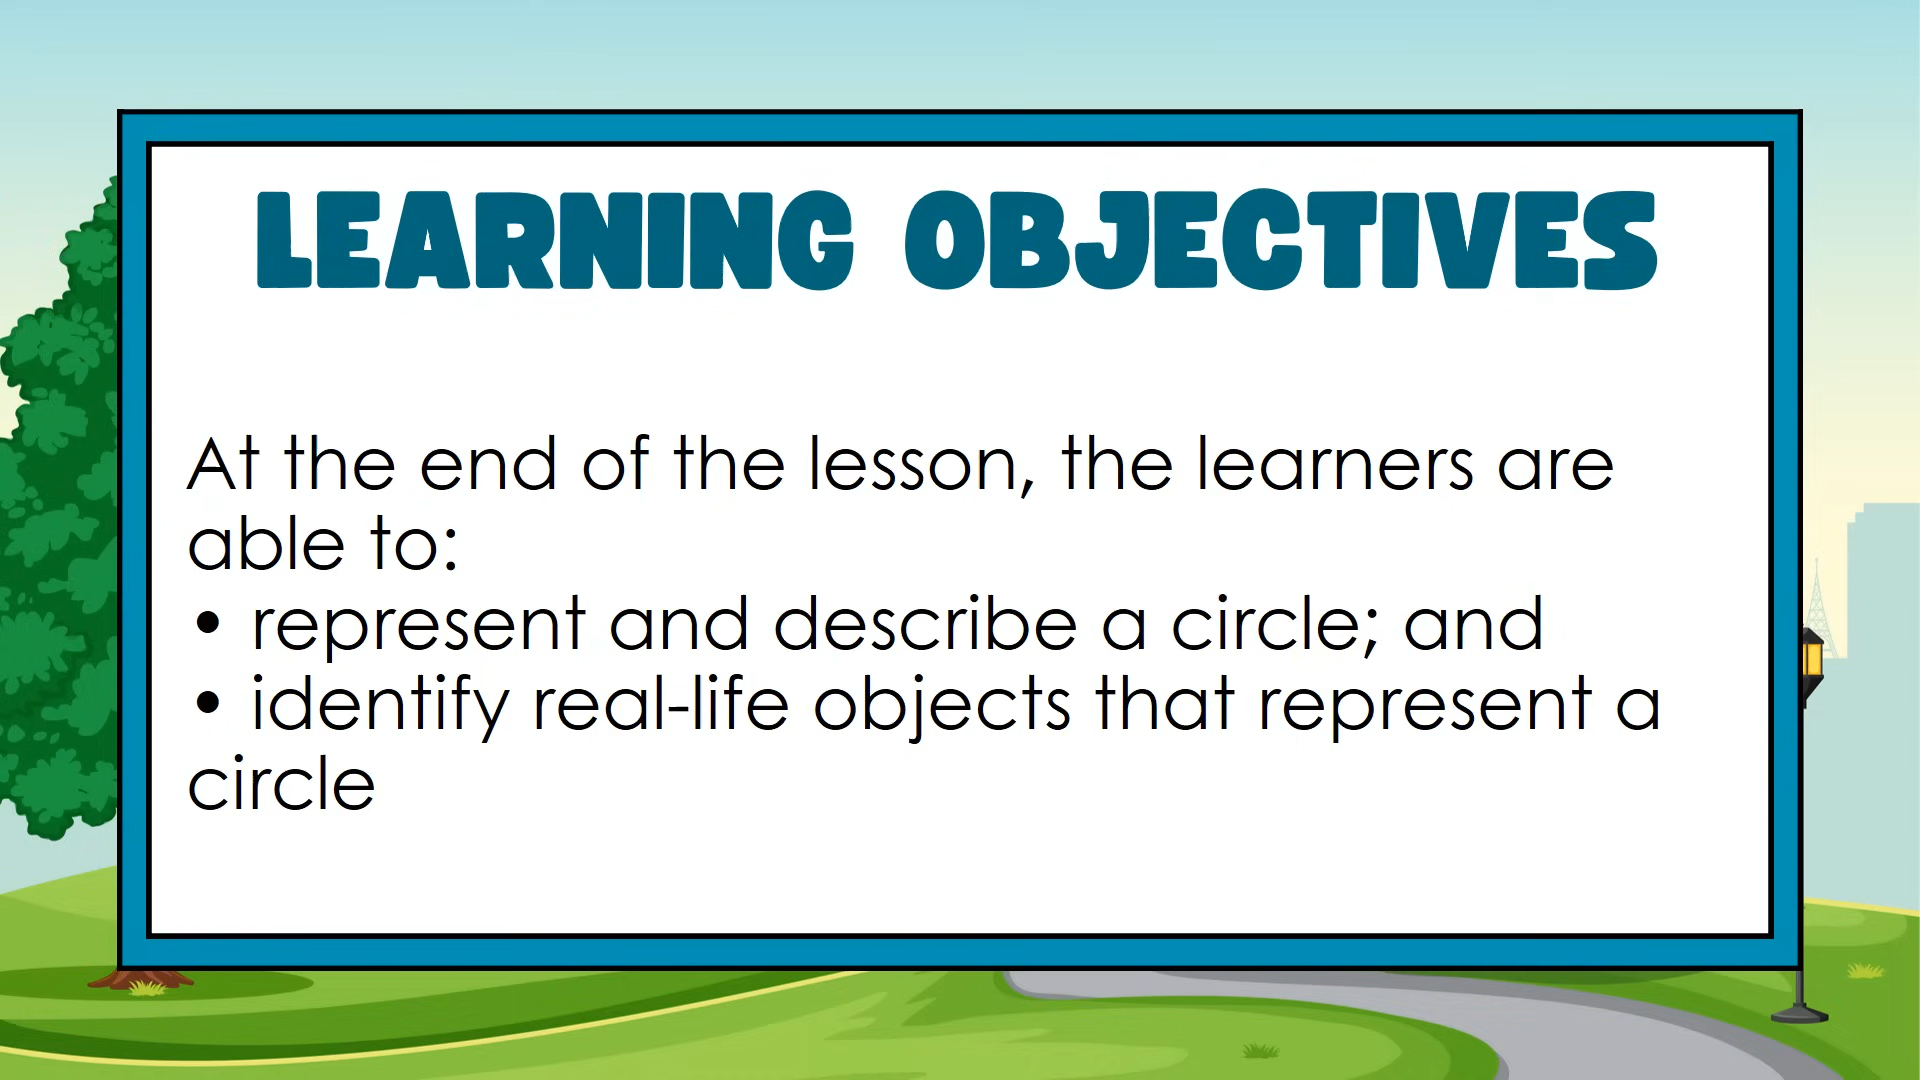 LEARNING OBJECTIVES
At the end of the lesson, the learners are
able to:
• represent and describe a circle; and
• identify real-life objects that represent a
circle